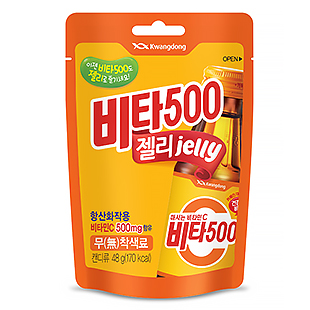 Kwangdong
이젠 비타500도
젤리로 즐기세요!
OPEN
비타500
젤리 jelly
항산화작용
비타민C 500mg 함유
무(無)착색료
캔디류 48 g(170 kcal)
Kwangdong
마시는 비타민 C
비타500